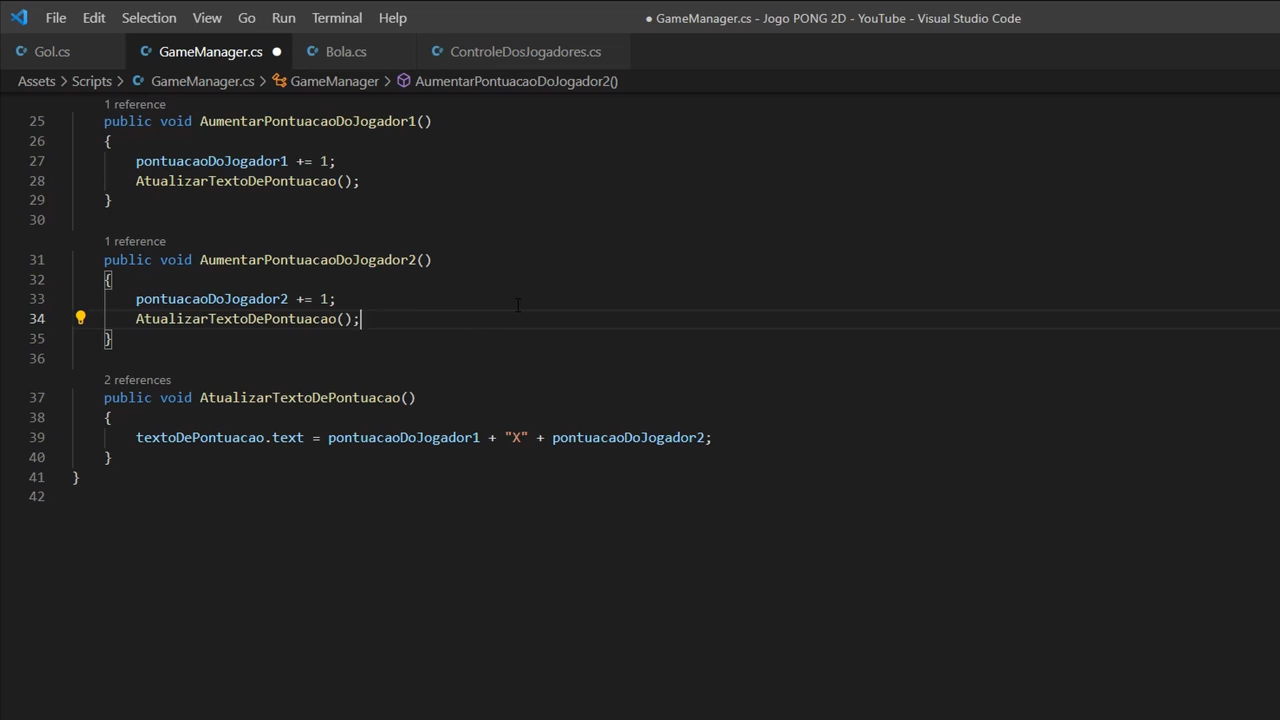 File Edit Selection View Go Run Terminal Help ● GameManager.cs - Jogo PONG 2D - YouTube - Visual Studio Code
Gol.cs GameManager.cs ● Bola.cs ControleDosJogadores.cs
Assets > Scripts > GameManager.cs > GameManager > AumentarPontuacaoDoJogador2()
1 reference
25 public void AumentarPontuacaoDoJogador1()
26 {
27 pontuacaoDoJogador1 += 1;
28 AtualizarTextoDePontuacao();
29 }
30
1 reference
31 public void AumentarPontuacaoDoJogador2()
32 {
33 pontuacaoDoJogador2 += 1;
34 AtualizarTextoDePontuacao();
35 }
36
2 references
37 public void AtualizarTextoDePontuacao()
38 {
39 textoDePontuacao.text = pontuacaoDoJogador1 + "X" + pontuacaoDoJogador2;
40 }
41 }
42